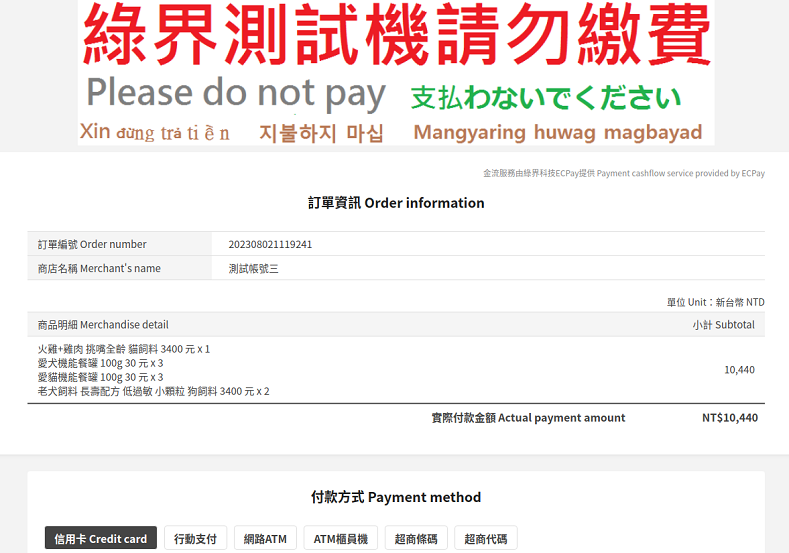 綠界測試機請勿繳費
Please do not pay 支払わないでください
Xin đừng trả tiền 지불하지 마십 Mangyaring huwag magbayad
金流服務由綠界科技ECPay提供 Payment cashflow service provided by ECPay
訂單資訊 Order information
訂單編號 Order number 202308021119241
商店名稱 Merchant's name 測試帳號三
單位 Unit：新台幣 NTD
商品明細 Merchandise detail 小計 Subtotal
火雞+雞肉 挑嘴全齡 貓飼料 3400 元 x 1
愛犬機能餐罐 100g 30 元 x 3
愛貓機能餐罐 100g 30 元 x 3
老犬飼料 長壽配方 低過敏 小顆粒 狗飼料 3400 元 x 2
10,440
實際付款金額 Actual payment amount NT$10,440
付款方式 Payment method
信用卡 Credit card 行動支付 網路ATM ATM櫃員機 超商條碼 超商代碼